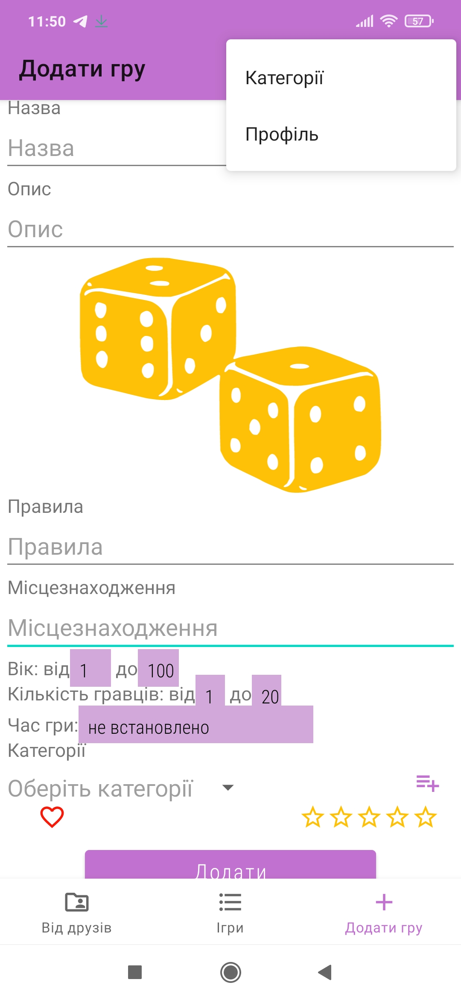 11:50
57
Додати гру
Категорії
Профіль
Назва
Назва
Опис
Опис
Правила
Правила
Місцезнаходження
Місцезнаходження
Вік: від 1 до 100
Кількість гравців: від 1 до 20
Час гри: не встановлено
Категорії
Оберіть категорії
Додати
Від друзів
Ігри
Додати гру